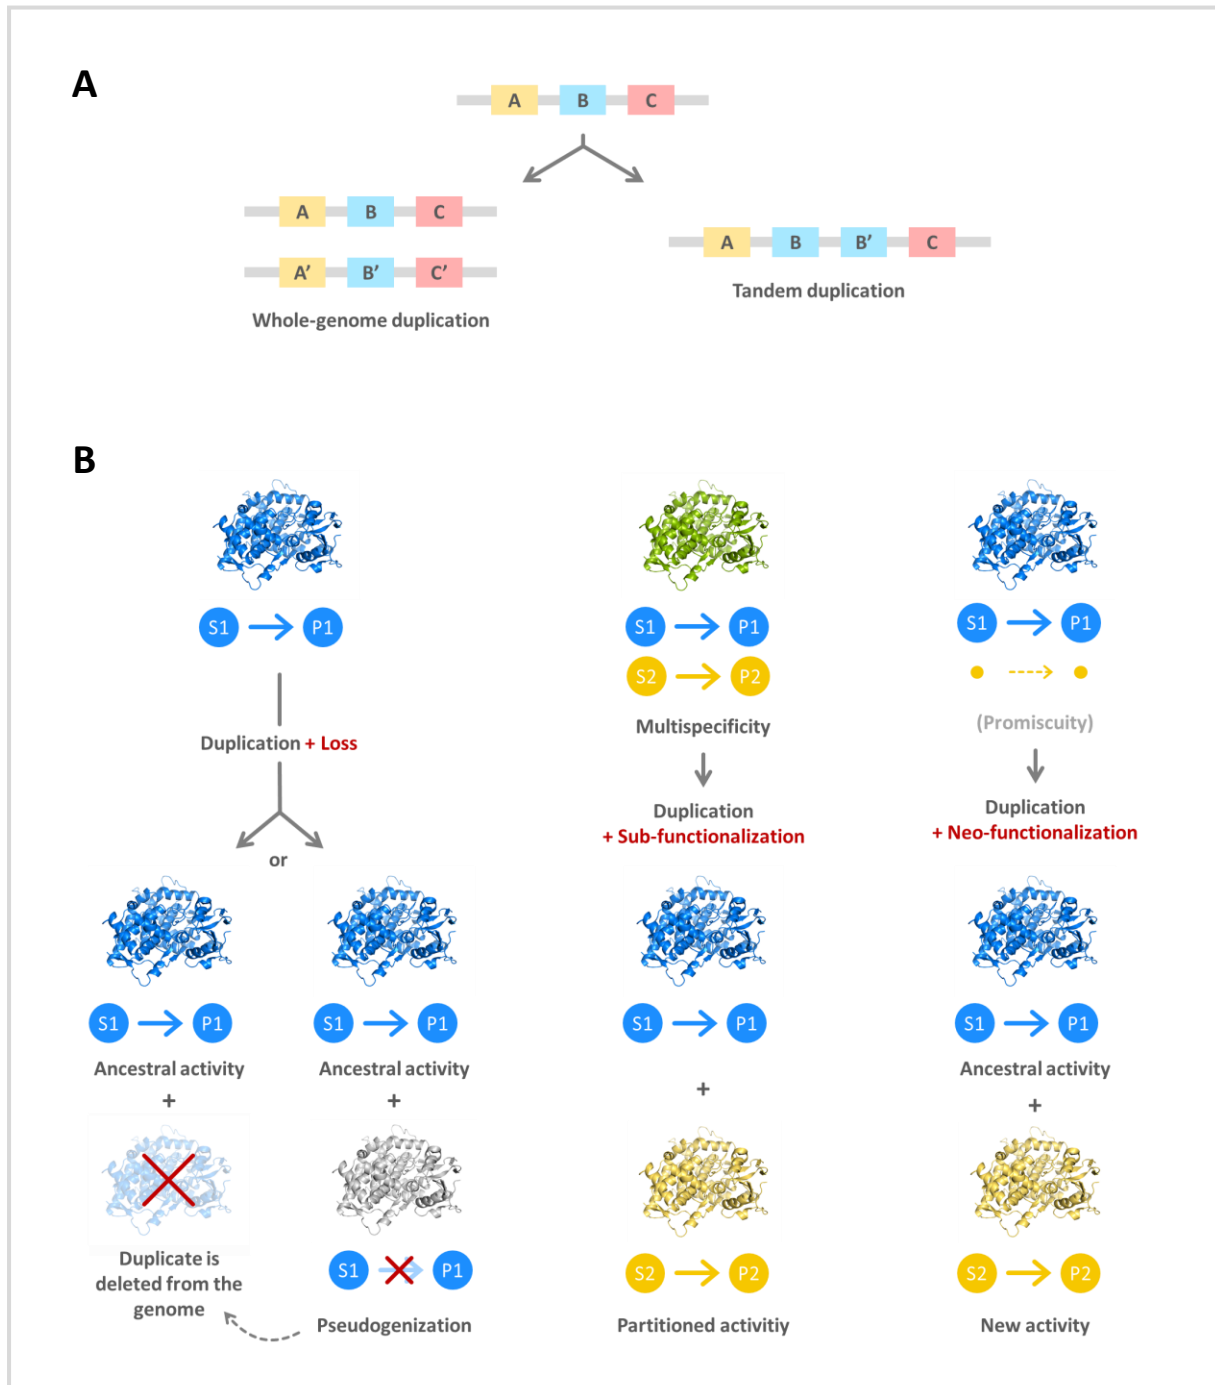 A
A B C
A B C
A' B' C'
Whole-genome duplication
A B B' C
Tandem duplication
B
S1 P1
Duplication + Loss
or
S1 P1
Ancestral activity
+
Duplicate is
deleted from the
genome
S1 P1
Ancestral activity
+
S1 P1
Pseudogenization
S1 P1
S2 P2
Multispecificity
Duplication
+ Sub-functionalization
S1 P1
+
S2 P2
Partitioned activitiy
S1 P1
(Promiscuity)
Duplication
+ Neo-functionalization
S1 P1
Ancestral activity
+
S2 P2
New activity